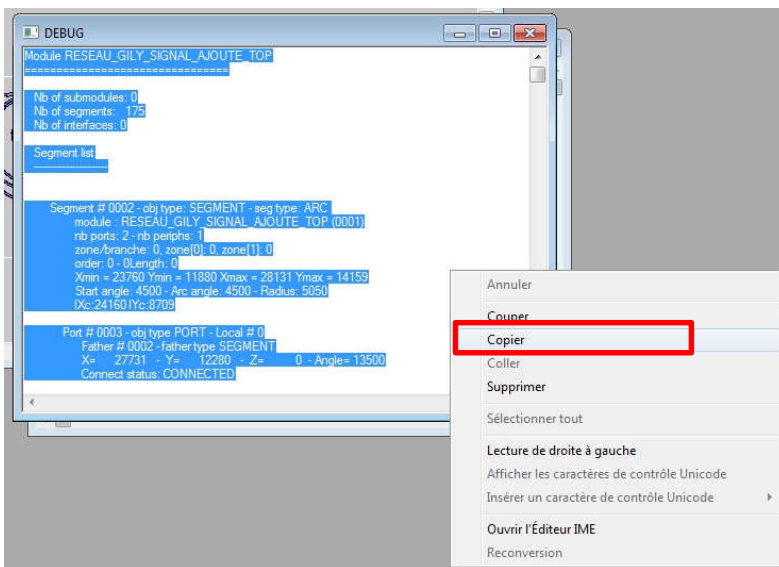 DEBUG
Module RESEAU_GILY_SIGNAL_AJOUTE_TOP
================================
Nb of submodules: 0
Nb of segments: 175
Nb of interfaces: 0
Segment list
------------------
Segment # 0002 - obj type: SEGMENT - seg type: ARC
module : RESEAU_GILY_SIGNAL_AJOUTE_TOP (0001)
nb ports: 2 - nb periphs: 1
zone/branche: 0, zone[0]: 0, zone[1]: 0
order: 0 - 0Length: 0
Xmin = 23760 Ymin = 11880 Xmax = 28131 Ymax = 14159
Start angle: 4500 - Arc angle: 4500 - Radius: 5050
IXc:24160 IYc:8709
Port # 0003 - obj type PORT - Local # 0
Father # 0002 - father type SEGMENT
X= 27731 - Y= 12280 - Z= 0 - Angle= 13500
Connect status: CONNECTED
Annuler
Couper
Copier
Coller
Supprimer
Sélectionner tout
Lecture de droite à gauche
Afficher les caractères de contrôle Unicode
Insérer un caractère de contrôle Unicode
Ouvrir l'Éditeur IME
Reconversion